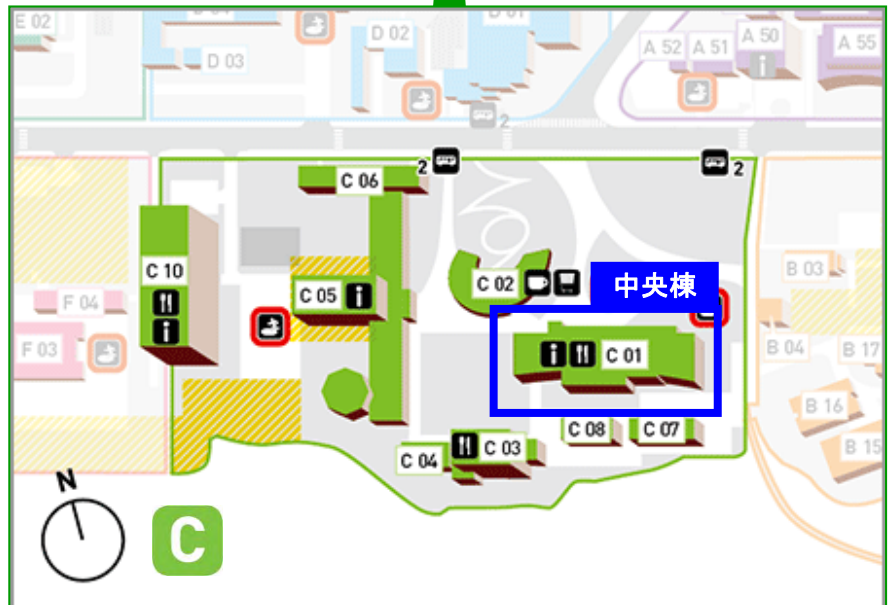 E 02
D 01
D 02
D 03
A 52
A 51
A 50
A 55
2
2
2
C 06
C 10
C 05
C 02
中央棟
B 03
F 04
F 03
C 01
B 04
B 17
B 16
C 08
C 07
B 15
C 04
C 03
N
C